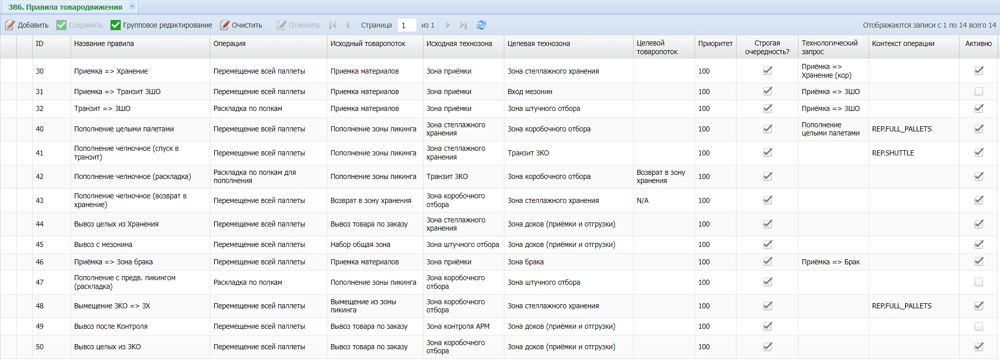 386. Правила товародвижения
Добавить Сохранить Групповое редактирование Очистить Отменить Страница 1 из 1 Отображаются записи с 1 по 14 всего 14
ID Название правила Операция Исходный товаропоток Исходная технозона Целевая технозона Целевой товаропоток Приоритет Строгая очередность? Технологический запрос Контекст операции Активно
30 Приемка => Хранение Перемещение всей паллеты Приемка материалов Зона приёмки Зона стеллажного хранения 100 Приёмка => Хранение (кор)
31 Приемка => Транзит ЗШО Перемещение всей паллеты Приемка материалов Зона приёмки Вход мезонин 100 Приёмка => ЗШО
32 Транзит => ЗШО Раскладка по полкам Приемка материалов Зона приёмки Зона штучного отбора 100 Приёмка => ЗШО
40 Пополнение целыми палетами Перемещение всей паллеты Пополнение зоны пикинга Зона стеллажного хранения Зона коробочного отбора 100 Пополнение целыми палетами REP.FULL_PALLETS
41 Пополнение челночное (спуск в транзит) Перемещение всей паллеты Пополнение зоны пикинга Зона стеллажного хранения Транзит ЗКО 100 REP.SHUTTLE
42 Пополнение челночное (раскладка) Раскладка по полкам для пополнения Пополнение зоны пикинга Транзит ЗКО Зона коробочного отбора Возврат в зону хранения 100
43 Пополнение челночное (возврат в хранение) Перемещение всей паллеты Возврат в зону хранения Зона коробочного отбора Зона стеллажного хранения N/A 100
44 Вывоз целых из Хранения Перемещение всей паллеты Вывоз товара по заказу Зона стеллажного хранения Зона доков (приёмки и отгрузки) 100
45 Вывоз с мезонина Перемещение всей паллеты Набор общая зона Зона штучного отбора Зона доков (приёмки и отгрузки) 100
46 Приёмка => Зона брака Перемещение всей паллеты Приемка материалов Зона приёмки Зона брака 100 Приёмка => Брак
47 Пополнение с предв. пикингом (раскладка) Раскладка по полкам Пополнение зоны пикинга Зона коробочного отбора Зона штучного отбора 100
48 Вымещение ЗКО => ЗХ Перемещение всей паллеты Вымещение из зоны пикинга Зона коробочного отбора Зона стеллажного хранения 100 REP.FULL_PALLETS
49 Вывоз после Контроля Перемещение всей паллеты Вывоз товара по заказу Зона контроля АРМ Зона доков (приёмки и отгрузки) 100
50 Вывоз целых из ЗКО Перемещение всей паллеты Вывоз товара по заказу Зона коробочного отбора Зона доков (приёмки и отгрузки) 100